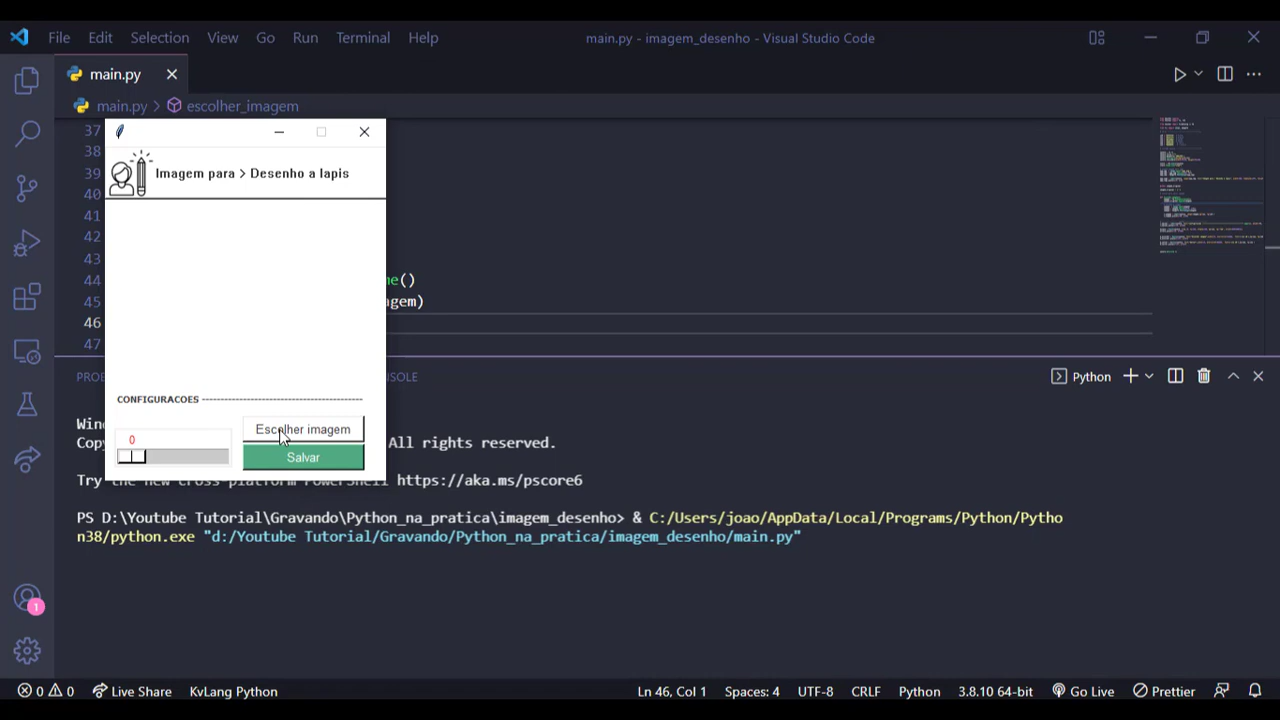 File Edit Selection View Go Run Terminal Help main.py - imagem_desenho - Visual Studio Code
main.py
main.py > escolher_imagem
37
38
39
40
41
42
43
44 me()
45 agem)
46
47
Imagem para > Desenho a lapis
CONFIGURACOES --------------------------------------------
0
Escolher imagem
Salvar
Python
All rights reserved.
Try the new cross-platform PowerShell https://aka.ms/pscore6
PS D:\Youtube Tutorial\Gravando\Python_na_pratica\imagem_desenho> & C:/Users/joao/AppData/Local/Programs/Python/Pytho
n38/python.exe "d:/Youtube Tutorial/Gravando/Python_na_pratica/imagem_desenho/main.py"
1
0 0 Live Share KvLang Python Ln 46, Col 1 Spaces: 4 UTF-8 CRLF Python 3.8.10 64-bit Go Live Prettier